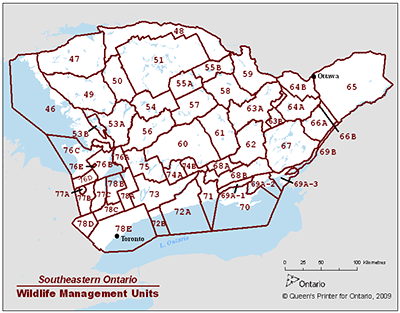 48
47
51
55B
59
50
55A
64B
Ottawa
65
49
58
54
57
63A
64A
46
53A
56
63B
66A
53B
60
61
62
66B
76C
67
69B
76A
76E
76B
75
74B
68A
76D
74A
68B
78B
69A-2
69A-3
77A
77C
78A
73
71
69A-1
77B
70
78C
72A
78D
72B
78E
Toronto
L. Ontario
Southeastern Ontario
Wildlife Management Units
0 50 100
Kilometres
Ontario
© Queen's Printer for Ontario, 2009